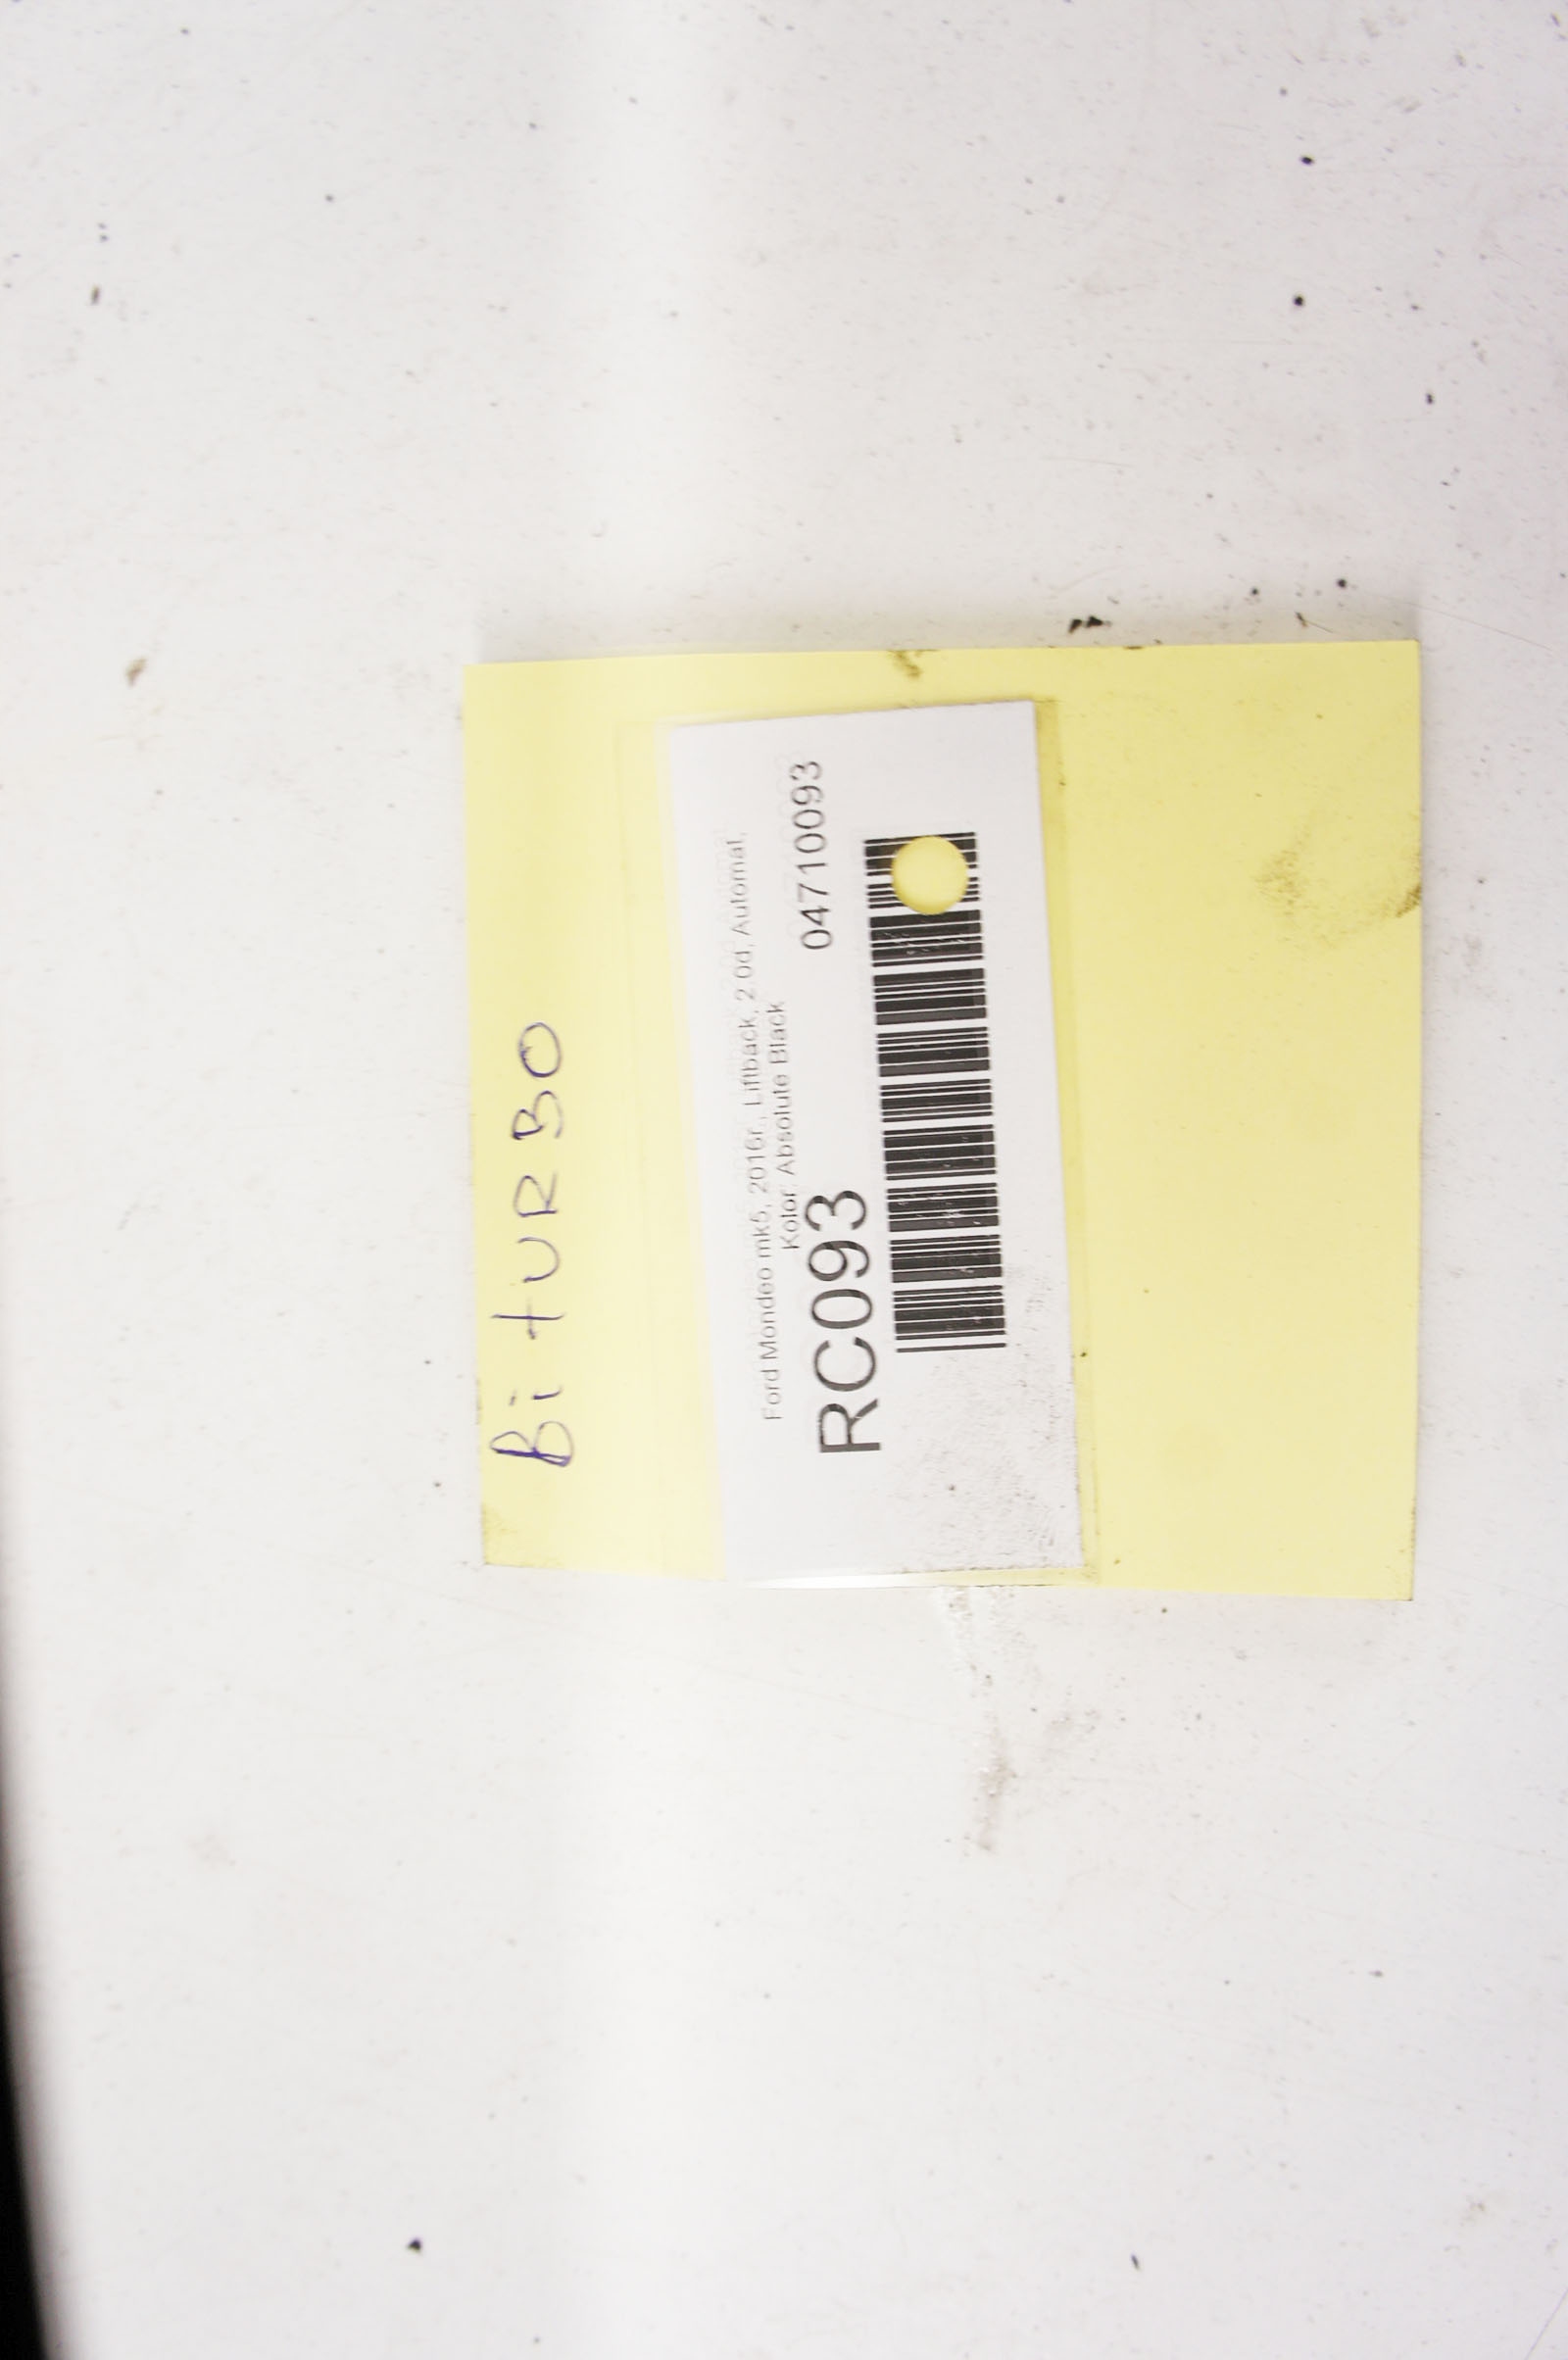 BitURBO
Ford Mondeo mk5, 2016r., Liftback, 2.0d, Automat,
Kolor: Absolute Black
04710093
RC093